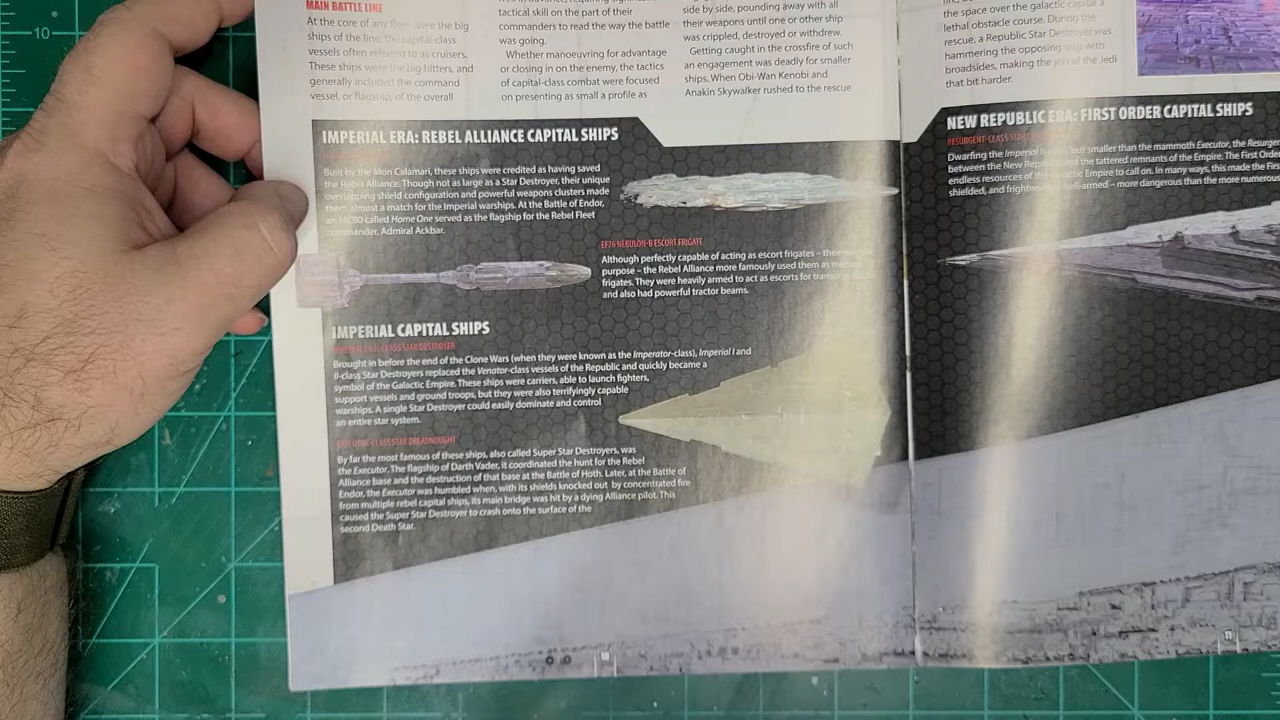 10
MAIN BATTLE LINE
At the core of any fleet were the big
ships of the line, the capital-class
vessels often referred to as cruisers.
These ships were the big hitters, and
generally included the command
vessel, or flagship, of the overall
tactical skill on the part of their
commanders to read the way the battle
was going.
Whether manoeuvring for advantage
or closing in on the enemy, the tactics
of capital-class combat were focused
on presenting as small a profile as
side by side, pounding away with all
their weapons until one or other ship
was crippled, destroyed or withdrew.
Getting caught in the crossfire of such
an engagement was deadly for smaller
ships. When Obi-Wan Kenobi and
Anakin Skywalker rushed to the rescue
the space over the galactic capital a
lethal obstacle course. During the
rescue, a Republic Star Destroyer was
hammering the opposing ship with
broadsides, making the job of the Jedi
that bit harder.
IMPERIAL ERA: REBEL ALLIANCE CAPITAL SHIPS
Built by the Mon Calamari, these ships were credited as having saved
the Rebel Alliance. Though not as large as a Star Destroyer, their unique
overlapping shield configuration and powerful weapons clusters made
them almost a match for the Imperial warships. At the Battle of Endor,
an MC80 called Home One served as the flagship for the Rebel Fleet
commander, Admiral Ackbar.
EF76 NEBULON-B ESCORT FRIGATE
Although perfectly capable of acting as escort frigates – their
purpose – the Rebel Alliance more famously used them as
frigates. They were heavily armed to act as escorts for
and also had powerful tractor beams.
IMPERIAL CAPITAL SHIPS
-CLASS STAR DESTROYER
Brought in before the end of the Clone Wars (when they were known as the Imperator-class), Imperial I and
II-class Star Destroyers replaced the Venator-class vessels of the Republic and quickly became a
symbol of the Galactic Empire. These ships were carriers, able to launch fighters,
support vessels and ground troops, but they were also terrifyingly capable
warships. A single Star Destroyer could easily dominate and control
an entire star system.
EXECUTOR-CLASS STAR DREADNOUGHT
By far the most famous of these ships, also called Super Star Destroyers, was
the Executor. The flagship of Darth Vader, it coordinated the hunt for the Rebel
Alliance base and the destruction of that base at the Battle of Hoth. Later, at the Battle of
Endor, the Executor was humbled when, with its shields knocked out by concentrated fire
from multiple rebel capital ships, its main bridge was hit by a dying Alliance pilot. This
caused the Super Star Destroyer to crash onto the surface of the
second Death Star.
NEW REPUBLIC ERA: FIRST ORDER CAPITAL SHIPS
RESURGENT-CLASS
Dwarfing the Imperial but smaller than the mammoth Executor, the Resurgen
between the New and the tattered remnants of the Empire. The First Order
endless resources of the Empire to call on. In many ways, this made the
shielded, and well-armed – more dangerous than the more numerous
10
11